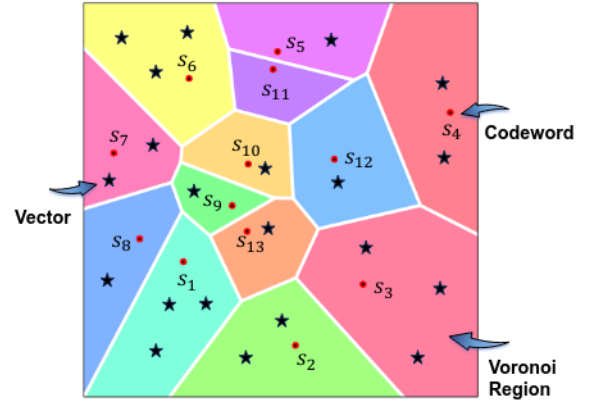 S₆
S₅
S₁₁
S₄
Codeword
S₇
S₁₀
S₁₂
Vector
S₉
S₈
S₁₃
S₁
S₃
S₂
Voronoi
Region